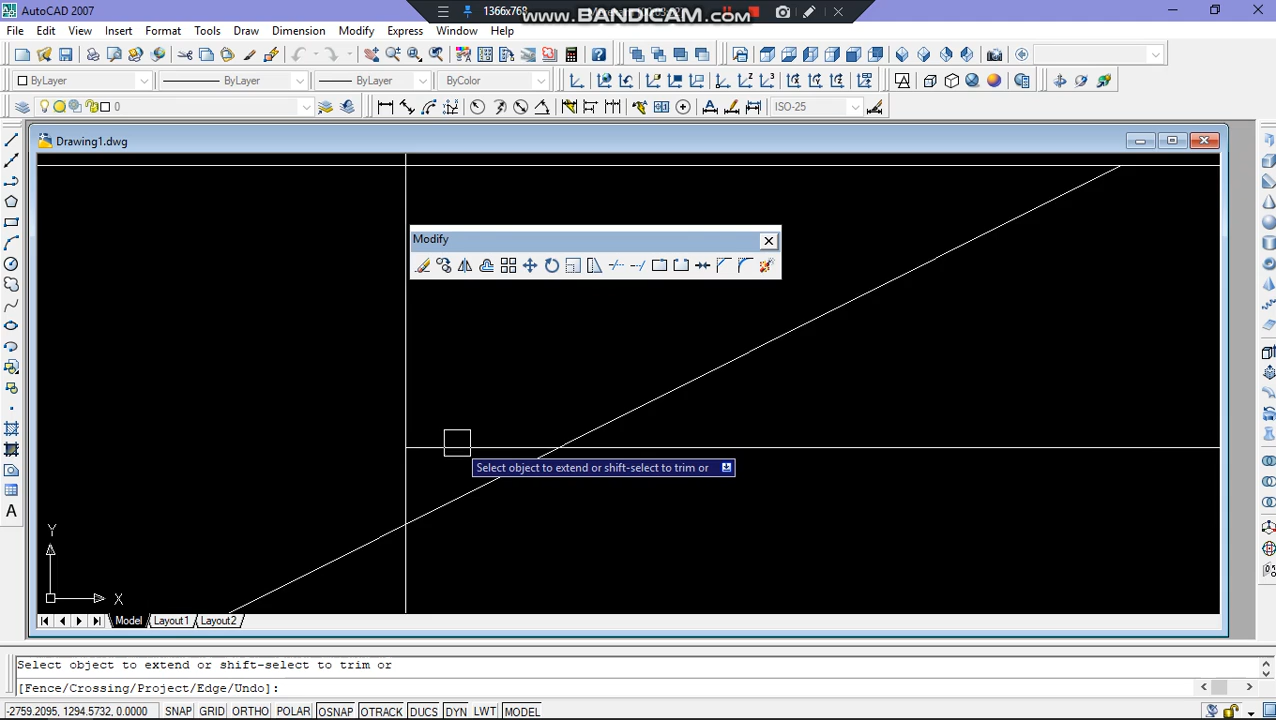 AutoCAD 2007
1366x768
www.BANDICAM.com
File Edit View Insert Format Tools Draw Dimension Modify Express Window Help
ByLayer
ByLayer
ByLayer
ByColor
0
ISO-25
Drawing1.dwg
Modify
Select object to extend or shift-select to trim or
Y
X
Model
Layout1
Layout2
Select object to extend or shift-select to trim or
[Fence/Crossing/Project/Edge/Undo]:
-2759.2095, 1294.5732, 0.0000
SNAP GRID ORTHO POLAR OSNAP OTRACK DUCS DYN LWT MODEL